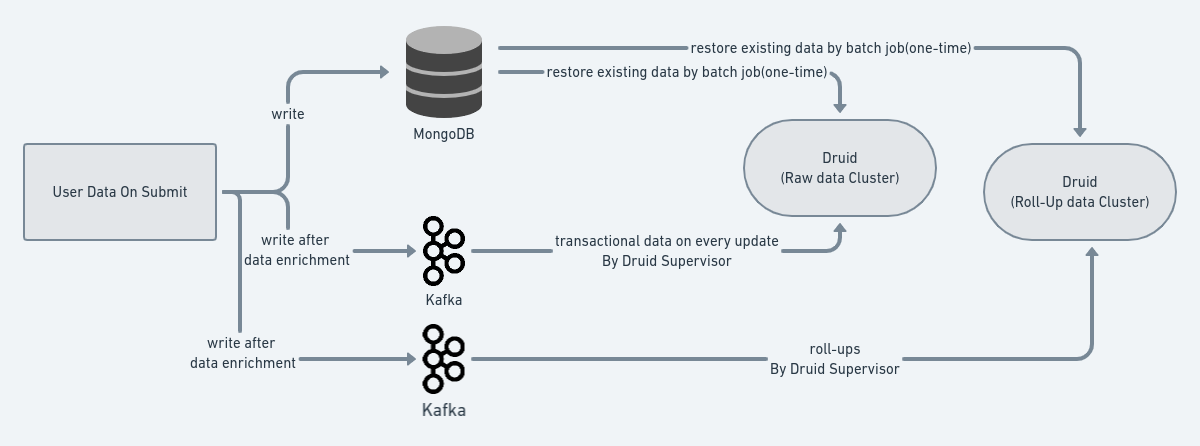 restore existing data by batch job(one-time)
restore existing data by batch job(one-time)
write
MongoDB
Druid
(Raw data Cluster)
Druid
(Roll-Up data Cluster)
User Data On Submit
write after
data enrichment
transactional data on every update
By Druid Supervisor
Kafka
write after
data enrichment
roll-ups
By Druid Supervisor
Kafka